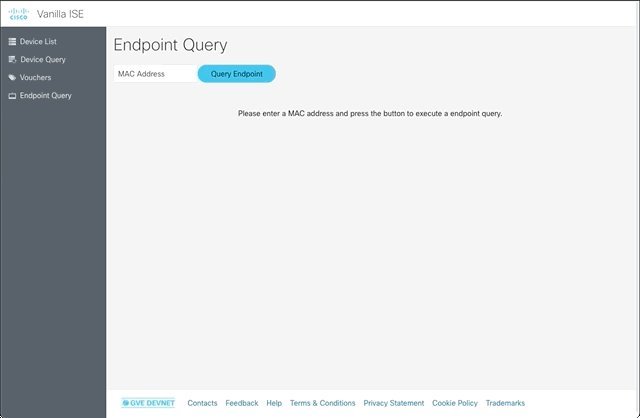 CISCO
Vanilla ISE
Device List
Device Query
Vouchers
Endpoint Query
Endpoint Query
MAC Address
Query Endpoint
Please enter a MAC address and press the button to execute a endpoint query.
GVE DEVNET Contacts Feedback Help Terms & Conditions Privacy Statement Cookie Policy Trademarks